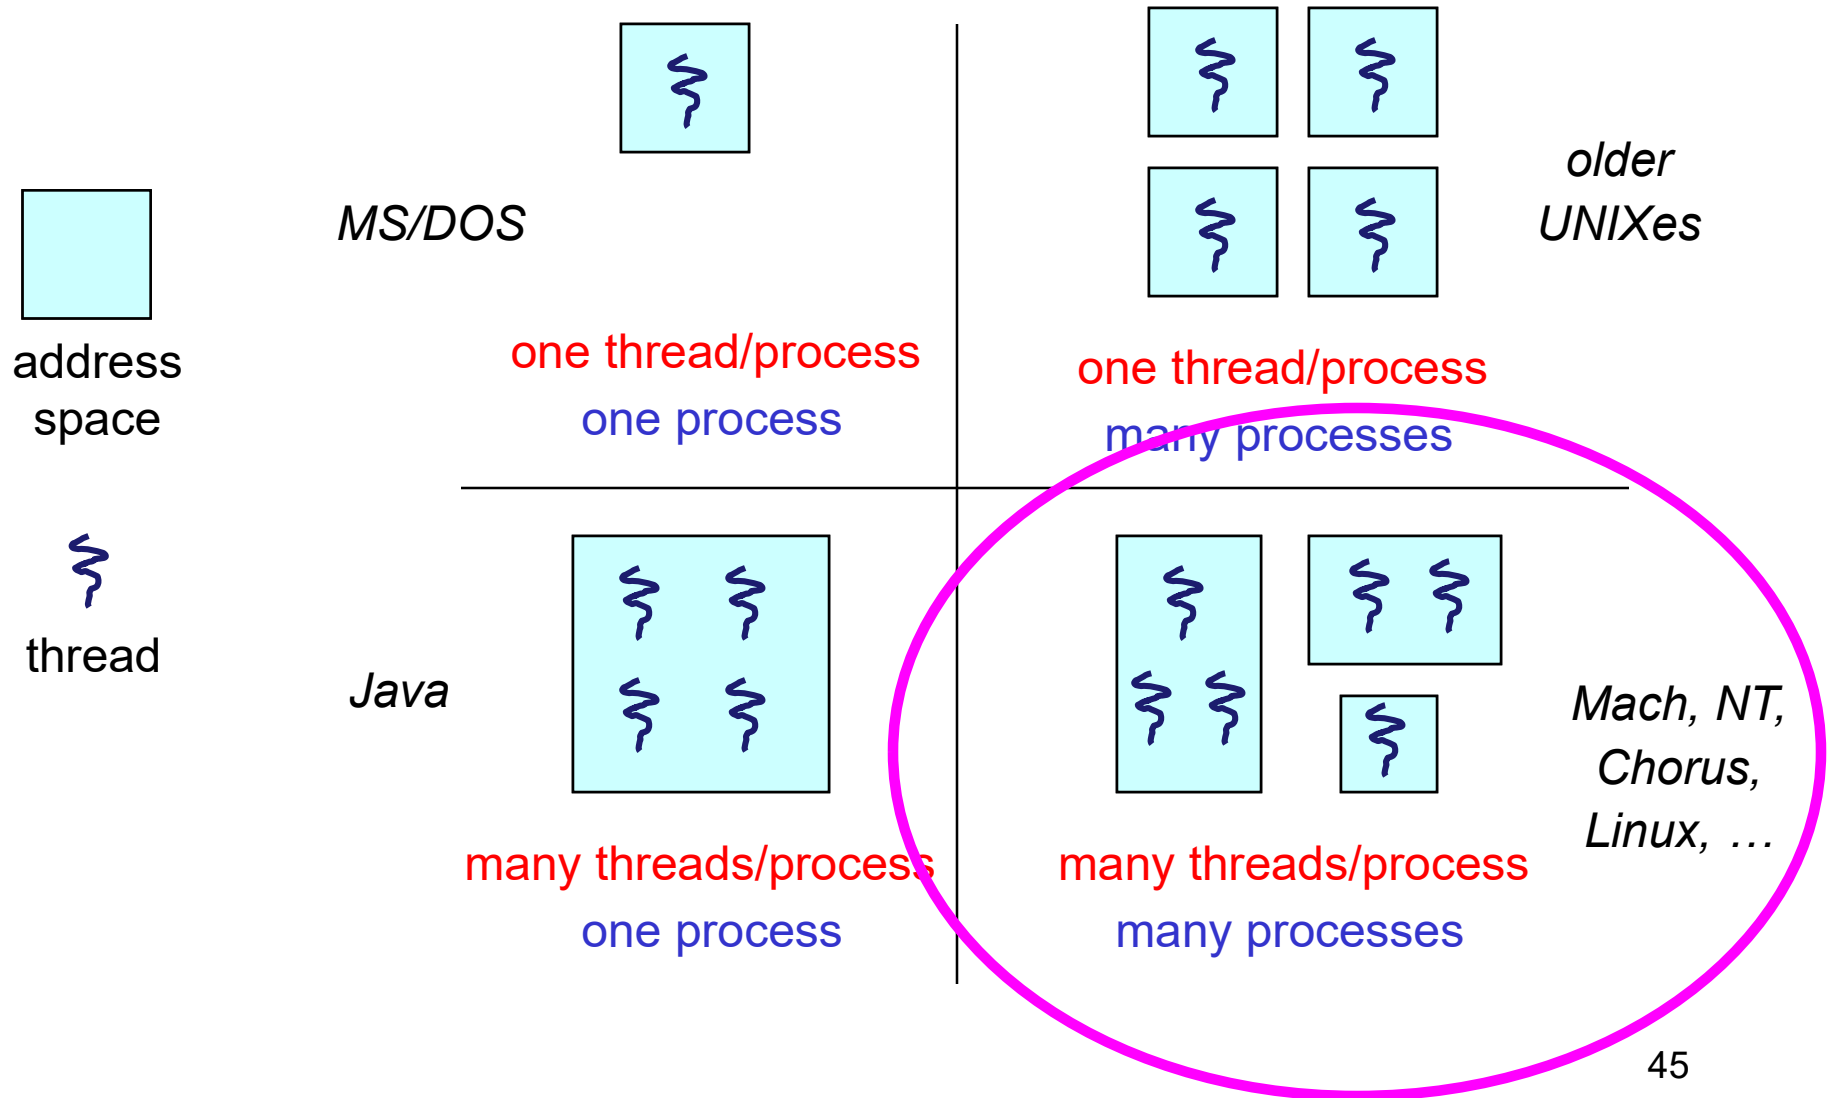 address
space
thread
MS/DOS
one thread/process
one process
older
UNIXes
one thread/process
many processes
Java
many threads/process
one process
Mach, NT,
Chorus,
Linux, …
many threads/process
many processes
45